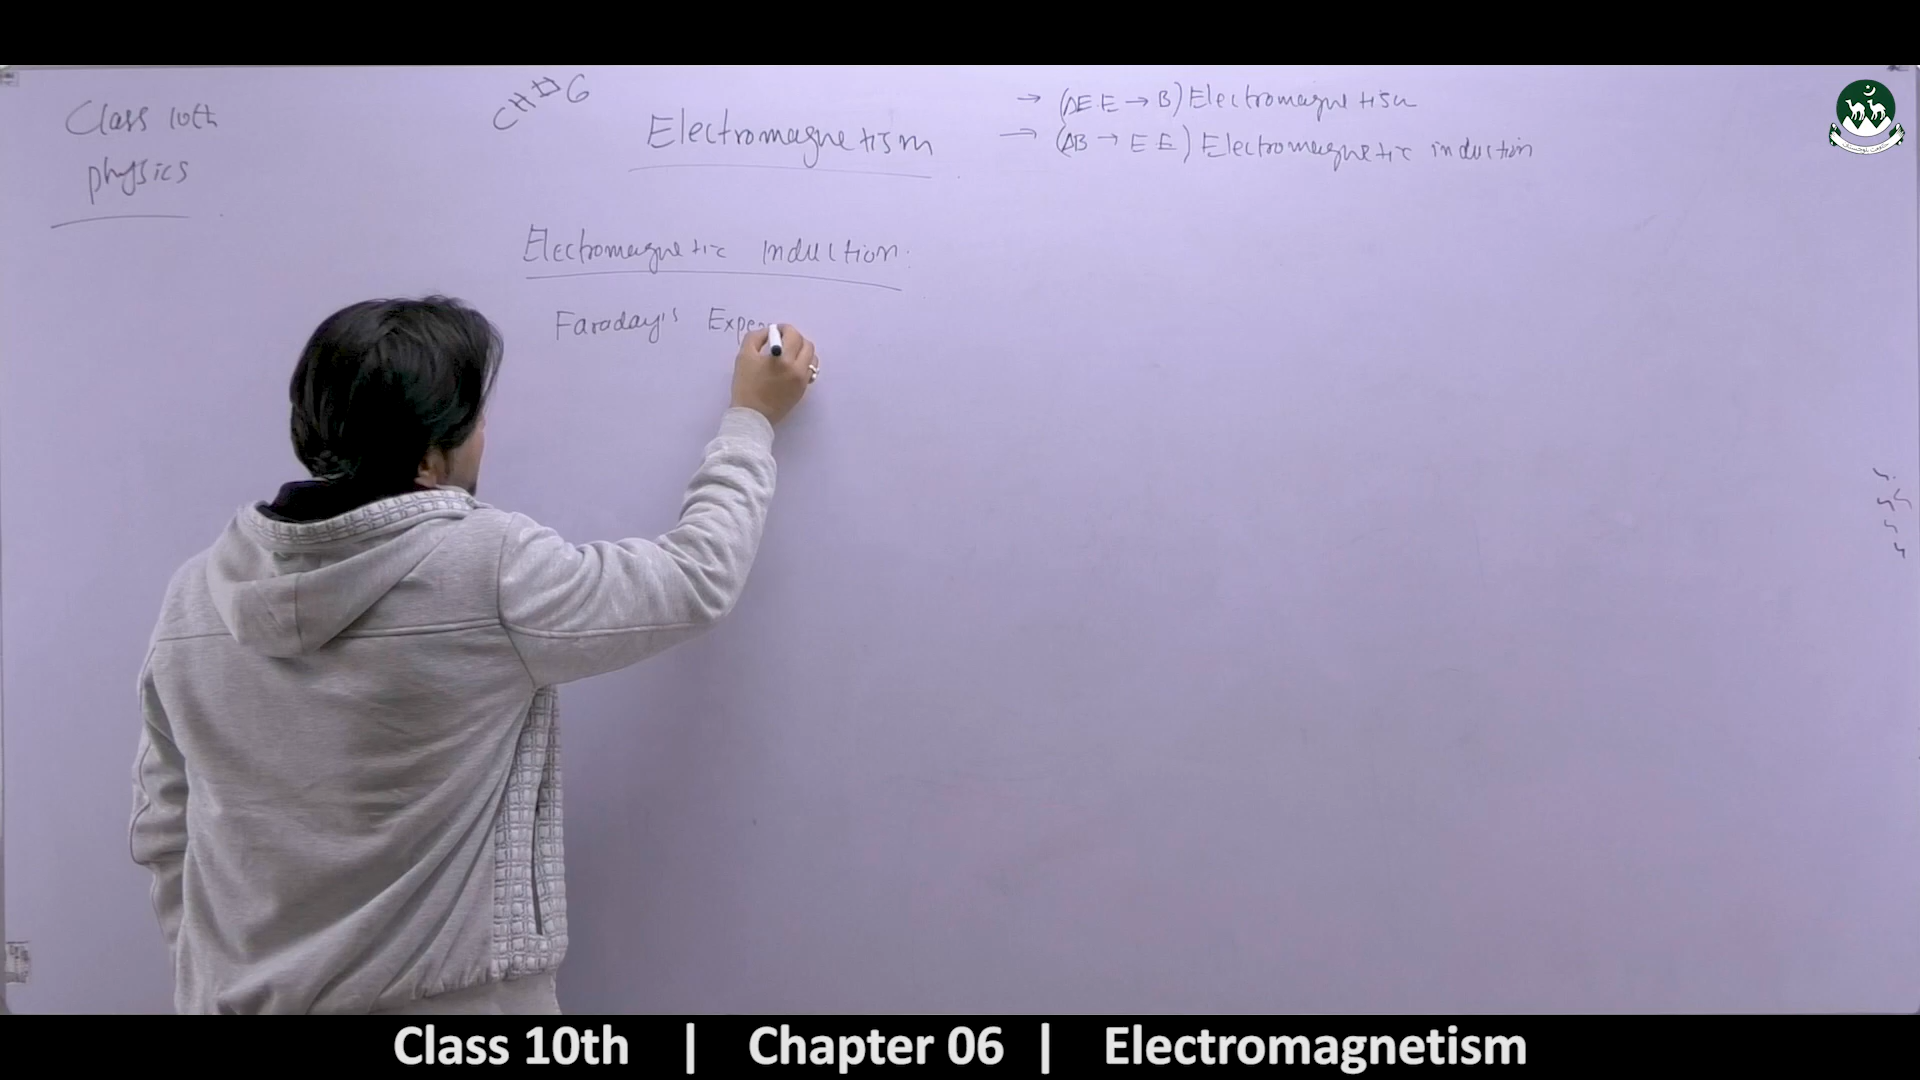 Class 10th
physics
CH # 6
Electromagnetism
→ (ΔE.E → B) Electromagnetism
→ (ΔB → E E) Electromagnetic induction
Electromagnetic induction.
Faraday's Expe
Class 10th | Chapter 06 | Electromagnetism